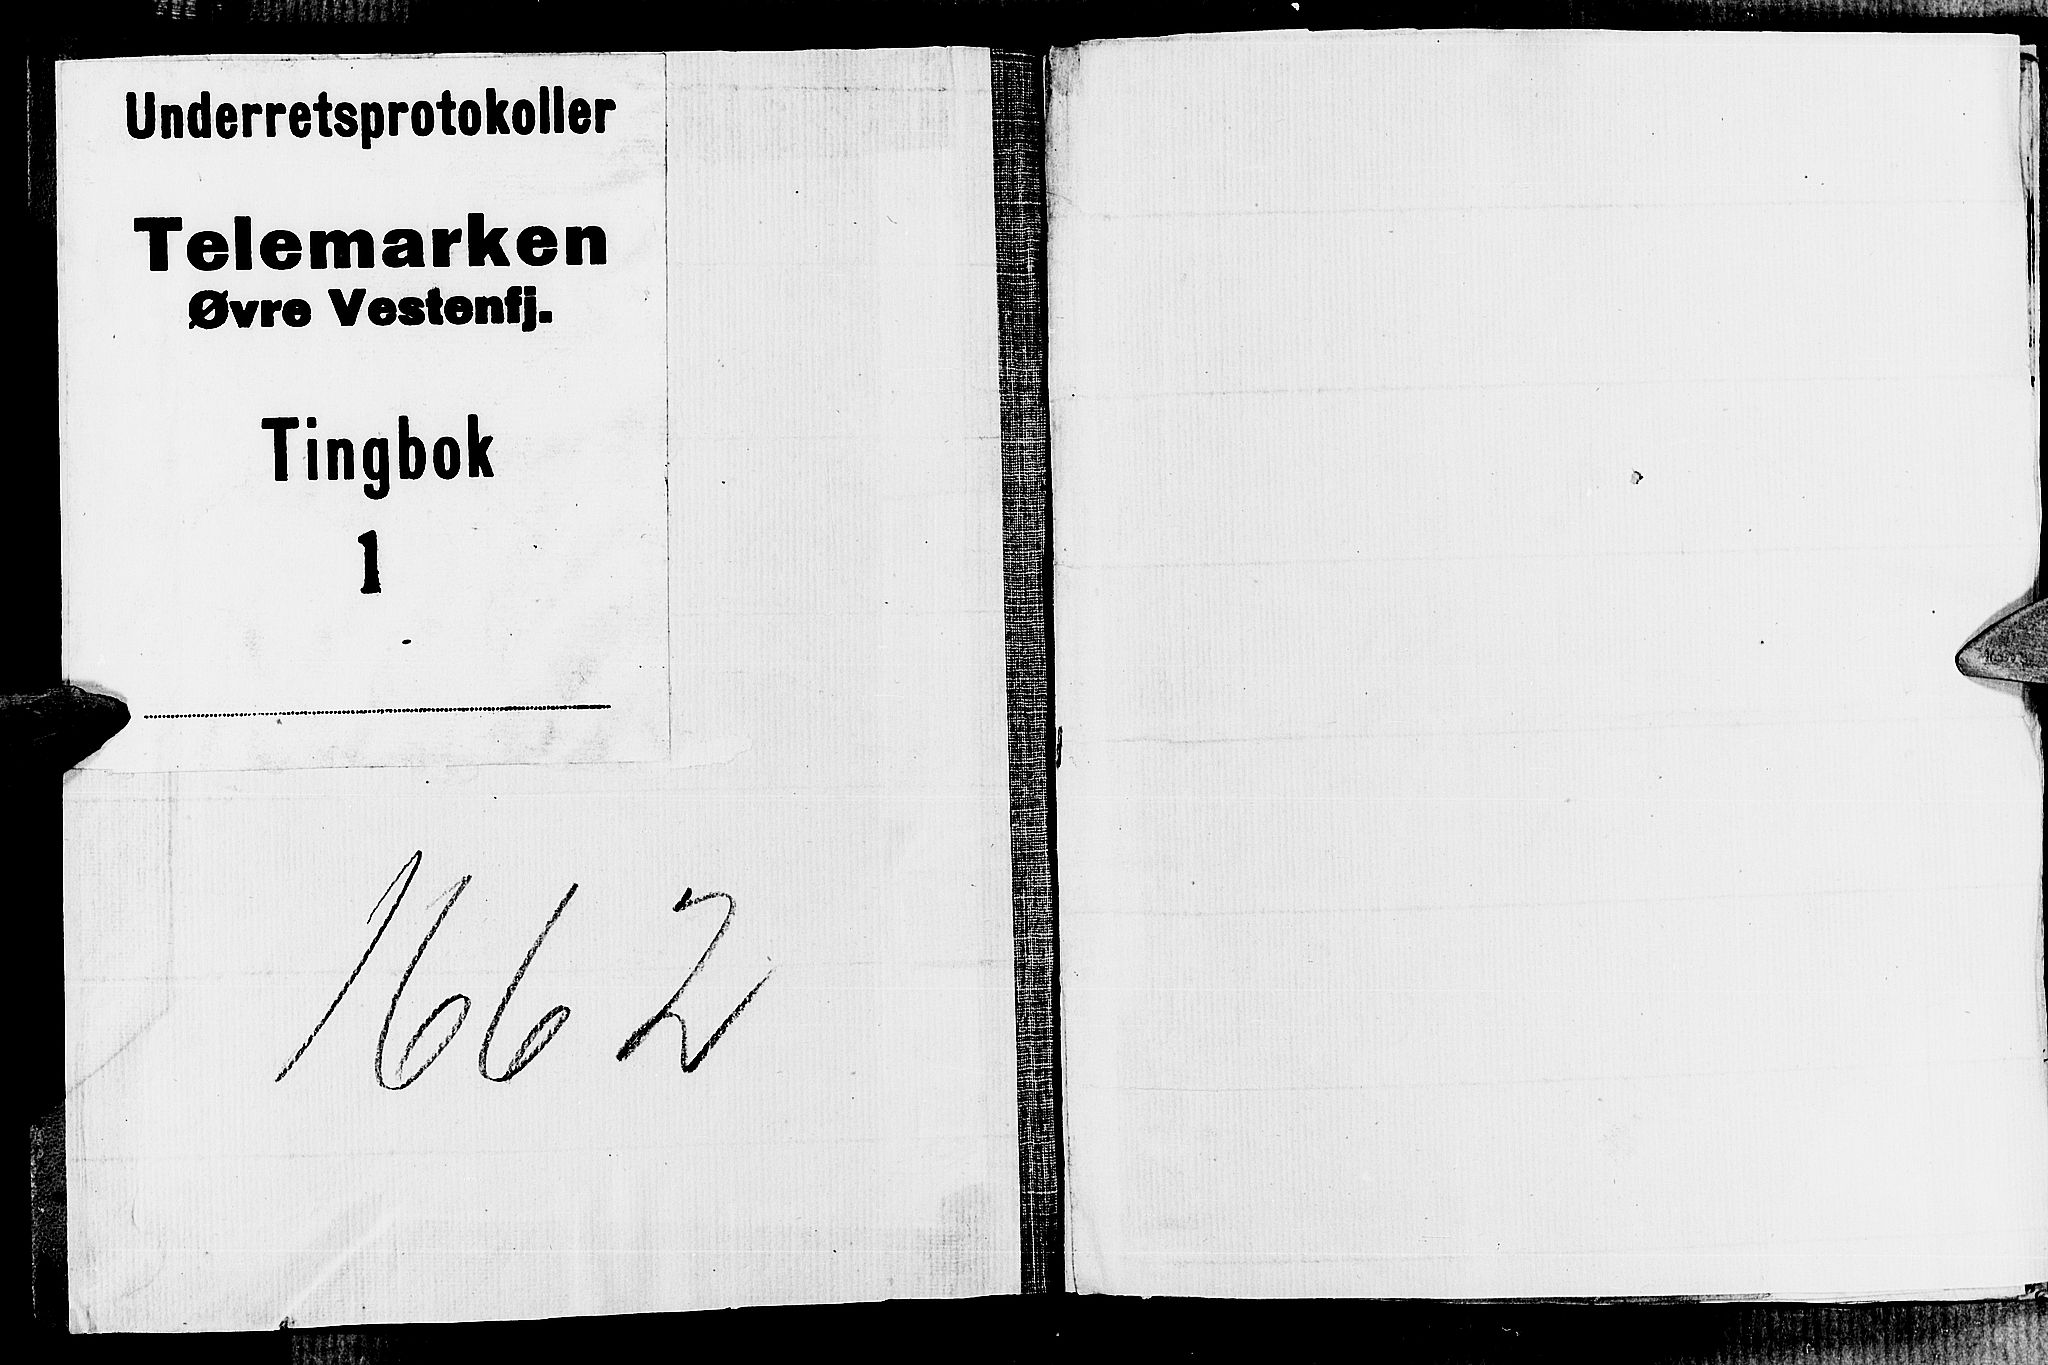 Underretsprotokoller
Telemarken
Øvre Vestenfj.
Tingbok
1
1662